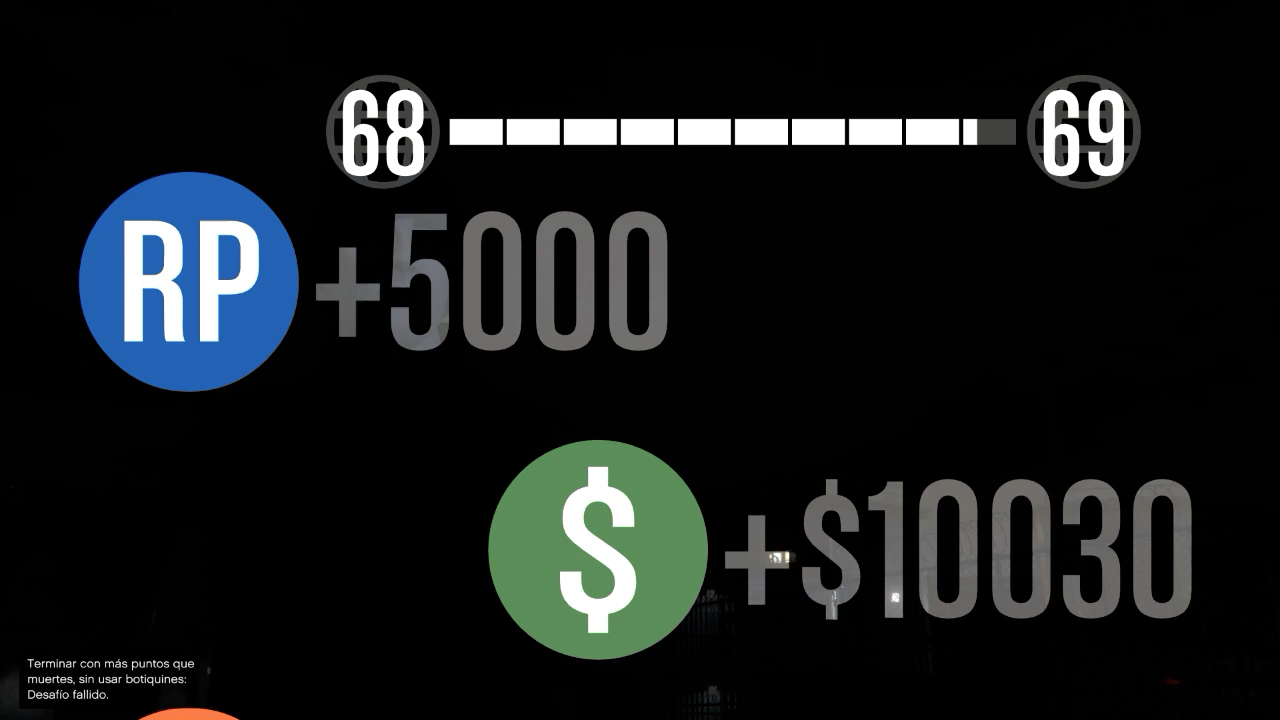 68 69
RP +5000
$ +$10030
Terminar con más puntos que
muertes, sin usar botiquines:
Desafío fallido.